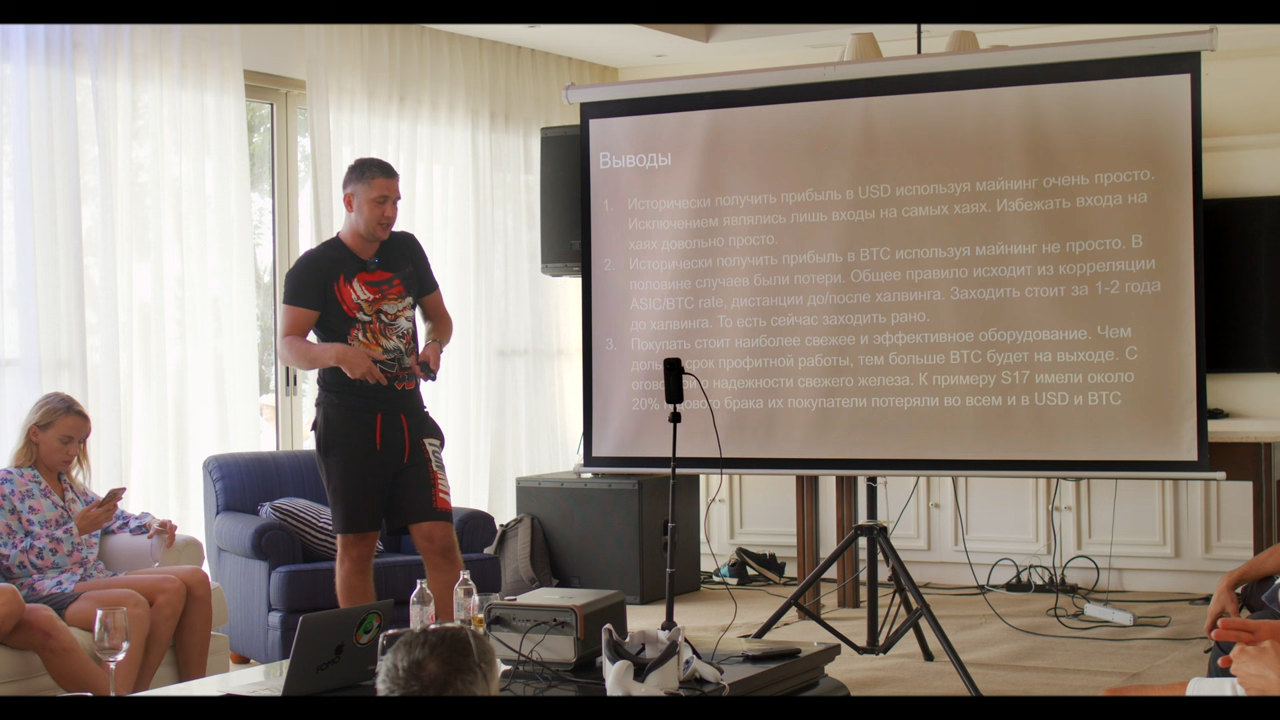 Выводы
1. Исторически получить прибыль в USD используя майнинг очень просто.
Исключением являлись лишь входы на самых хаях. Избежать входа на
хаях довольно просто.
2. Исторически получить прибыль в BTC используя майнинг не просто. В
половине случаев были потери. Общее правило исходит из корреляции
ASIC/BTC rate, дистанции до/после халвинга. Заходить стоит за 1-2 года
до халвинга. То есть сейчас заходить рано.
3. Покупать стоит наиболее свежее и эффективное оборудование. Чем
срок профитной работы, тем больше BTC будет на выходе. С
о надежности свежего железа. К примеру S17 имели около
20% брака их покупатели потеряли во всем и в USD и BTC